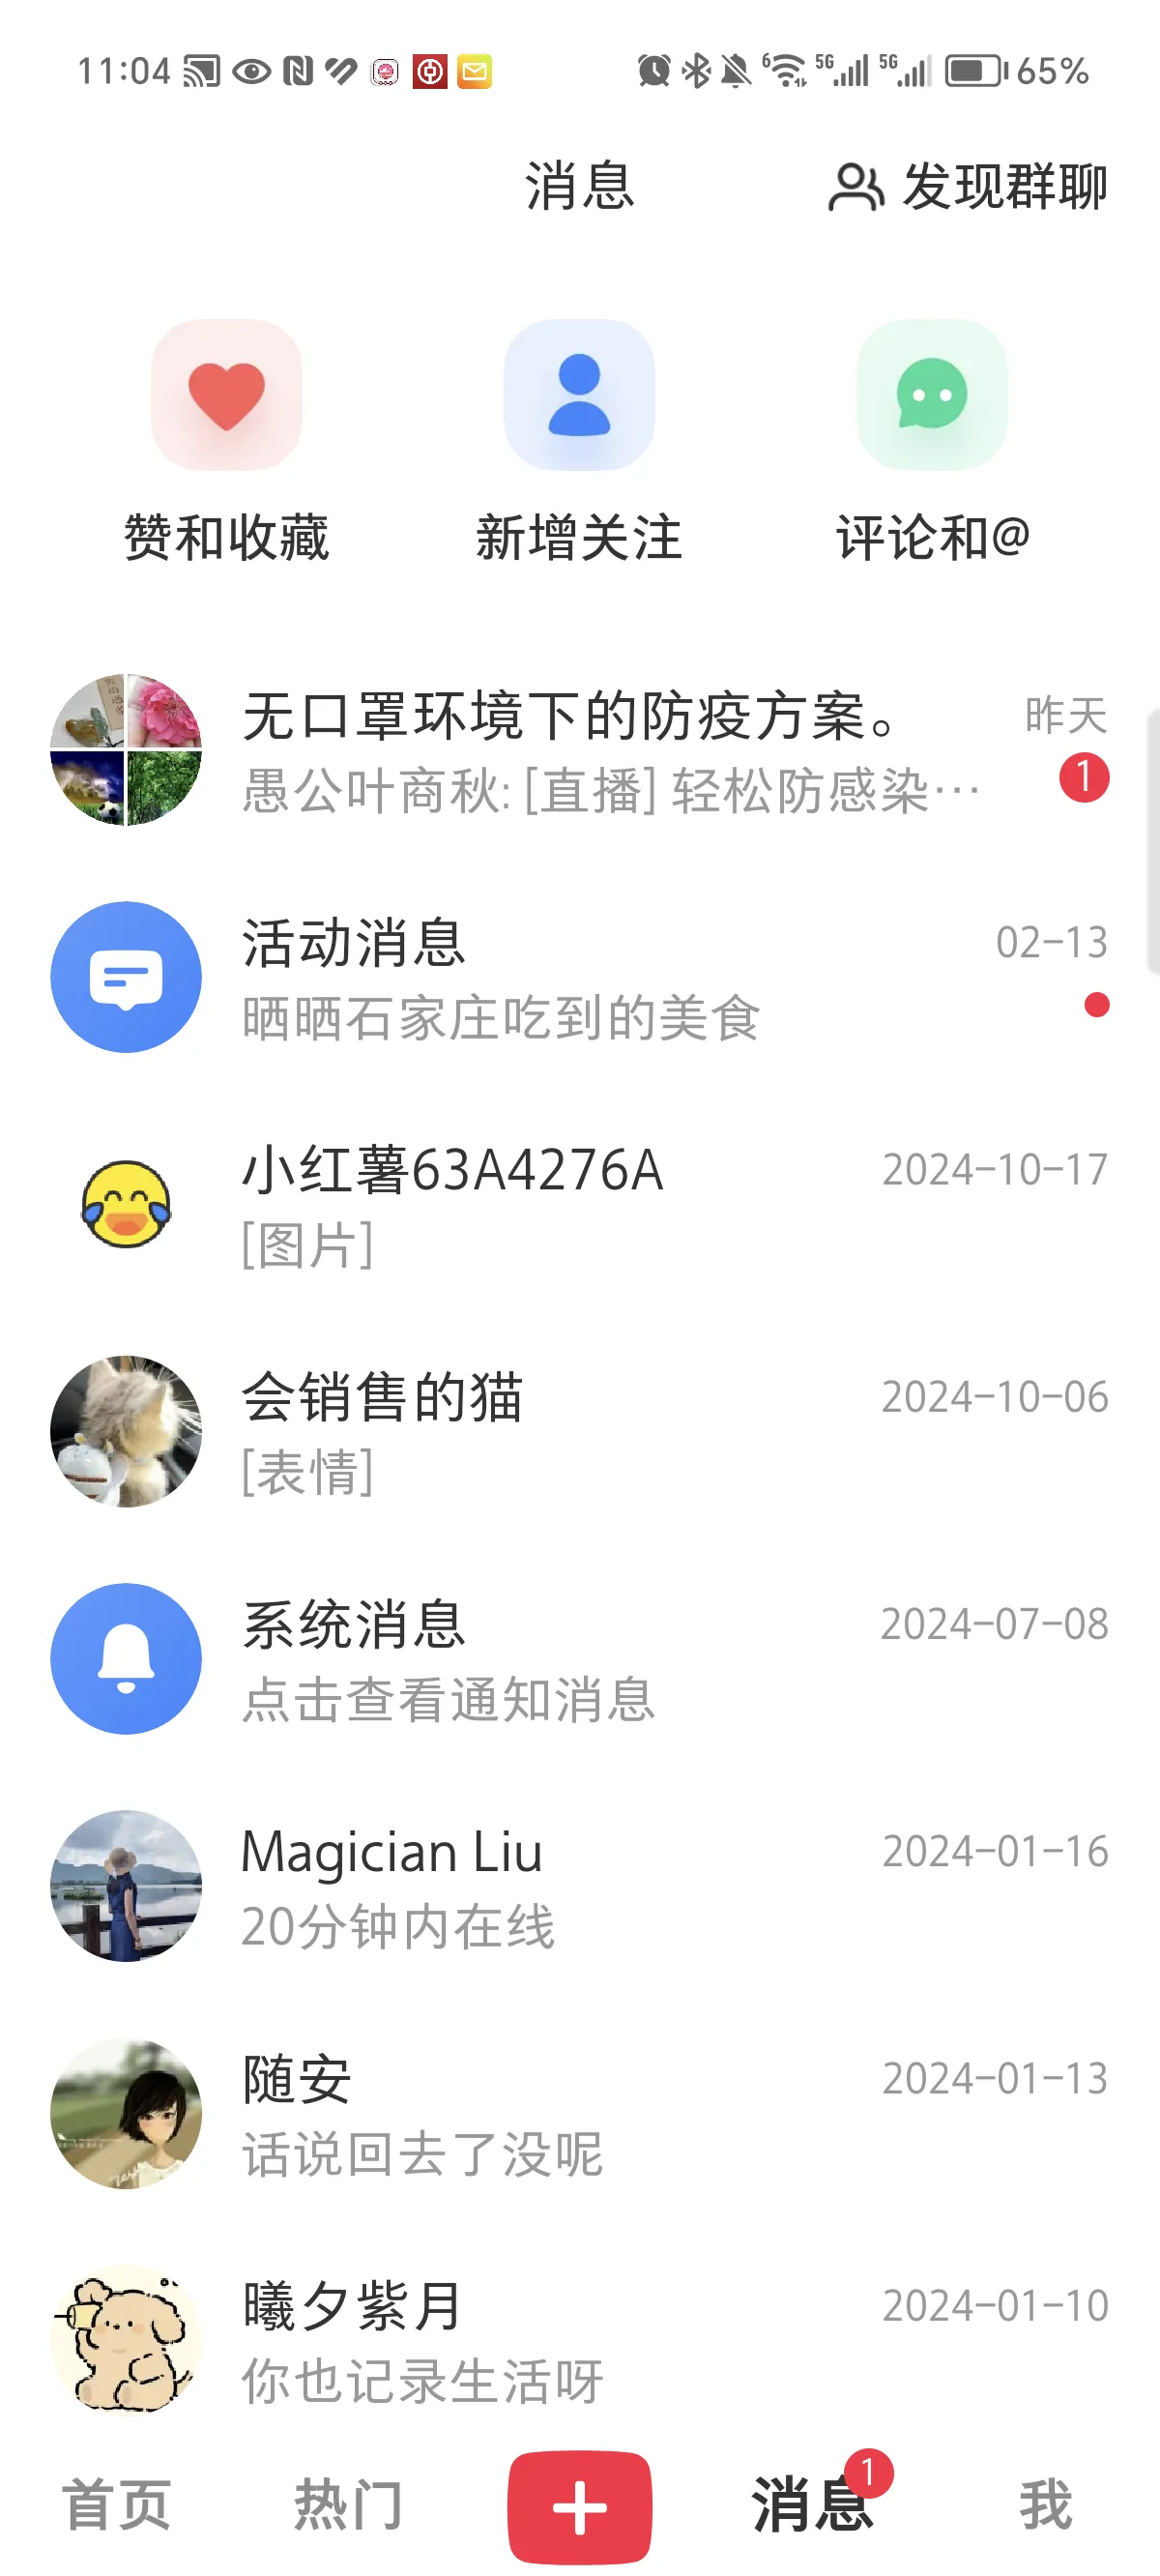 11:04
6 5G 5G 65%
消息
发现群聊
赞和收藏
新增关注
评论和@
无口罩环境下的防疫方案。
昨天
愚公叶商秋: [直播] 轻松防感染…
1
活动消息
02-13
晒晒石家庄吃到的美食
小红薯63A4276A
2024-10-17
[图片]
会销售的猫
2024-10-06
[表情]
系统消息
2024-07-08
点击查看通知消息
Magician Liu
2024-01-16
20分钟内在线
随安
2024-01-13
话说回去了没呢
曦夕紫月
2024-01-10
你也记录生活呀
首页
热门
消息
1
我